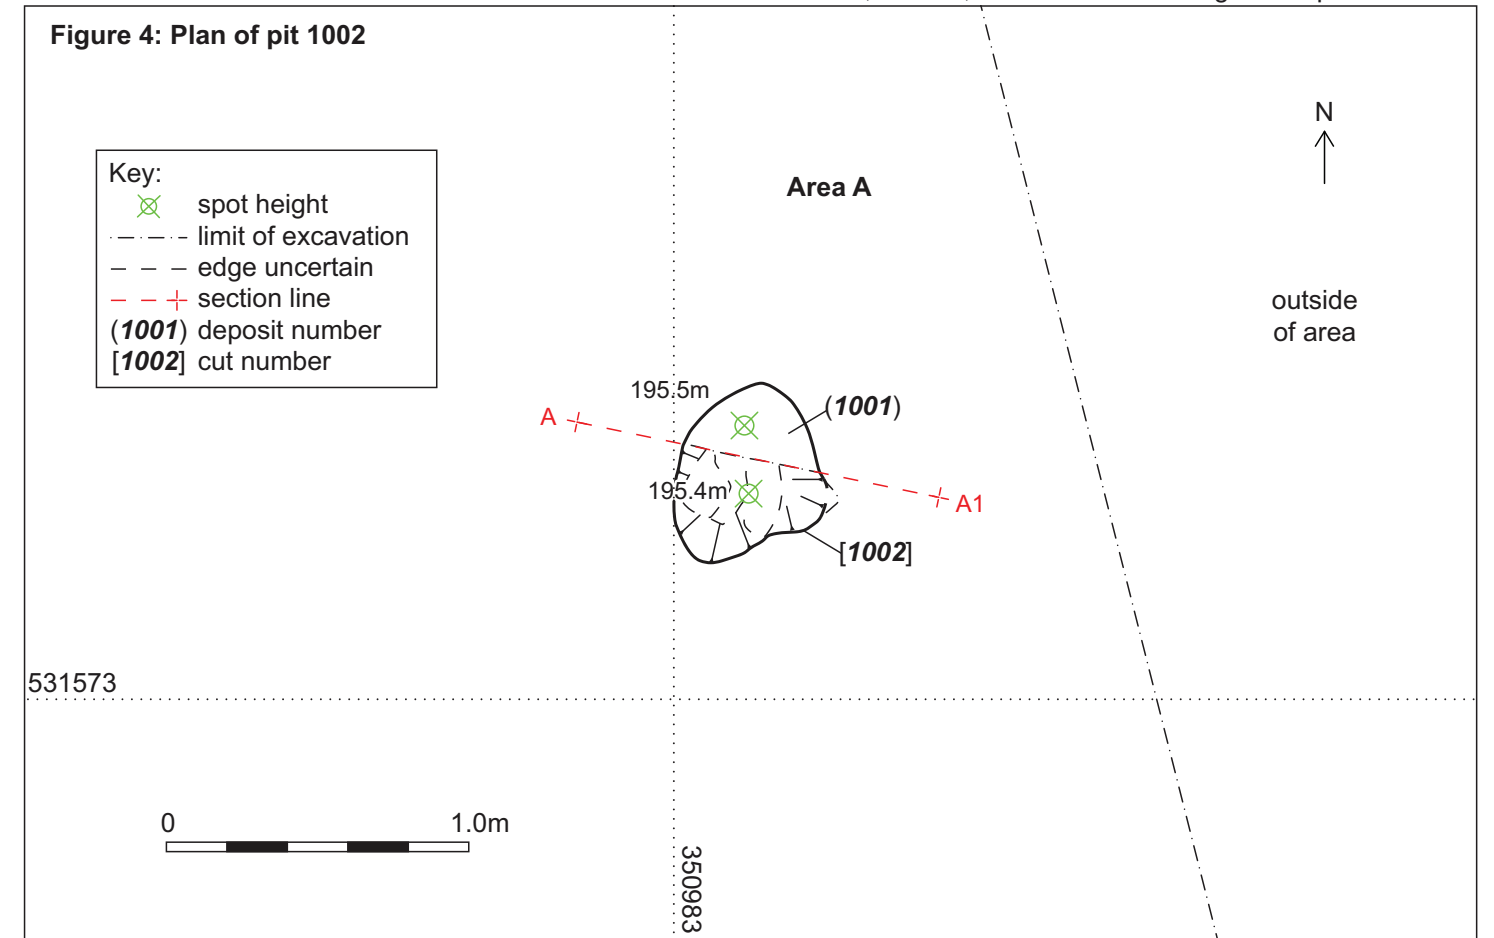 Figure 4: Plan of pit 1002
N
Key:
spot height
limit of excavation
edge uncertain
section line
(1001) deposit number
[1002] cut number
Area A
outside
of area
195.5m
(1001)
A
195.4m
A1
[1002]
531573
0 1.0m
350983